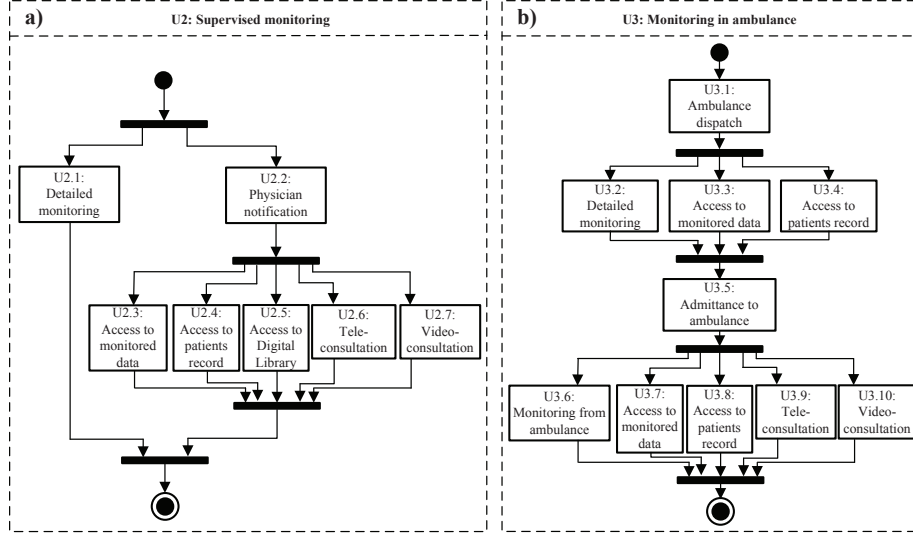 a)
U2: Supervised monitoring
U2.1:
Detailed
monitoring
U2.2:
Physician
notification
U2.3:
Access to
monitored
data
U2.4:
Access to
patients
record
U2.5:
Access to
Digital
Library
U2.6:
Tele-
consultation
U2.7:
Video-
consultation
b)
U3: Monitoring in ambulance
U3.1:
Ambulance
dispatch
U3.2:
Detailed
monitoring
U3.3:
Access to
monitored data
U3.4:
Access to
patients record
U3.5:
Admittance to
ambulance
U3.6:
Monitoring from
ambulance
U3.7:
Access to
monitored
data
U3.8:
Access to
patients
record
U3.9:
Tele-
consultation
U3.10:
Video-
consultation